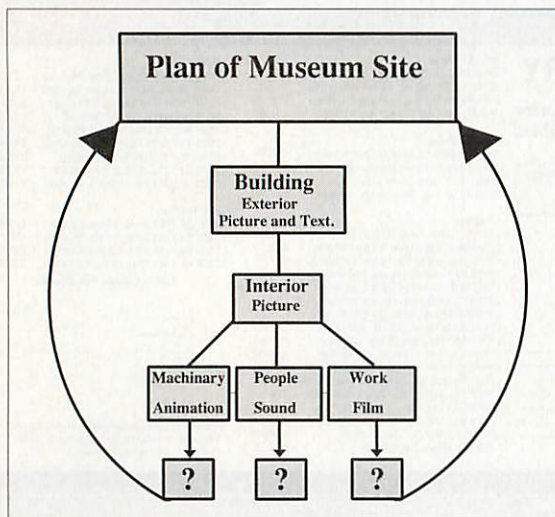 Plan of Museum Site
Building
Exterior
Picture and Text.
Interior
Picture
Machinary
Animation
People
Sound
Work
Film
?
?
?